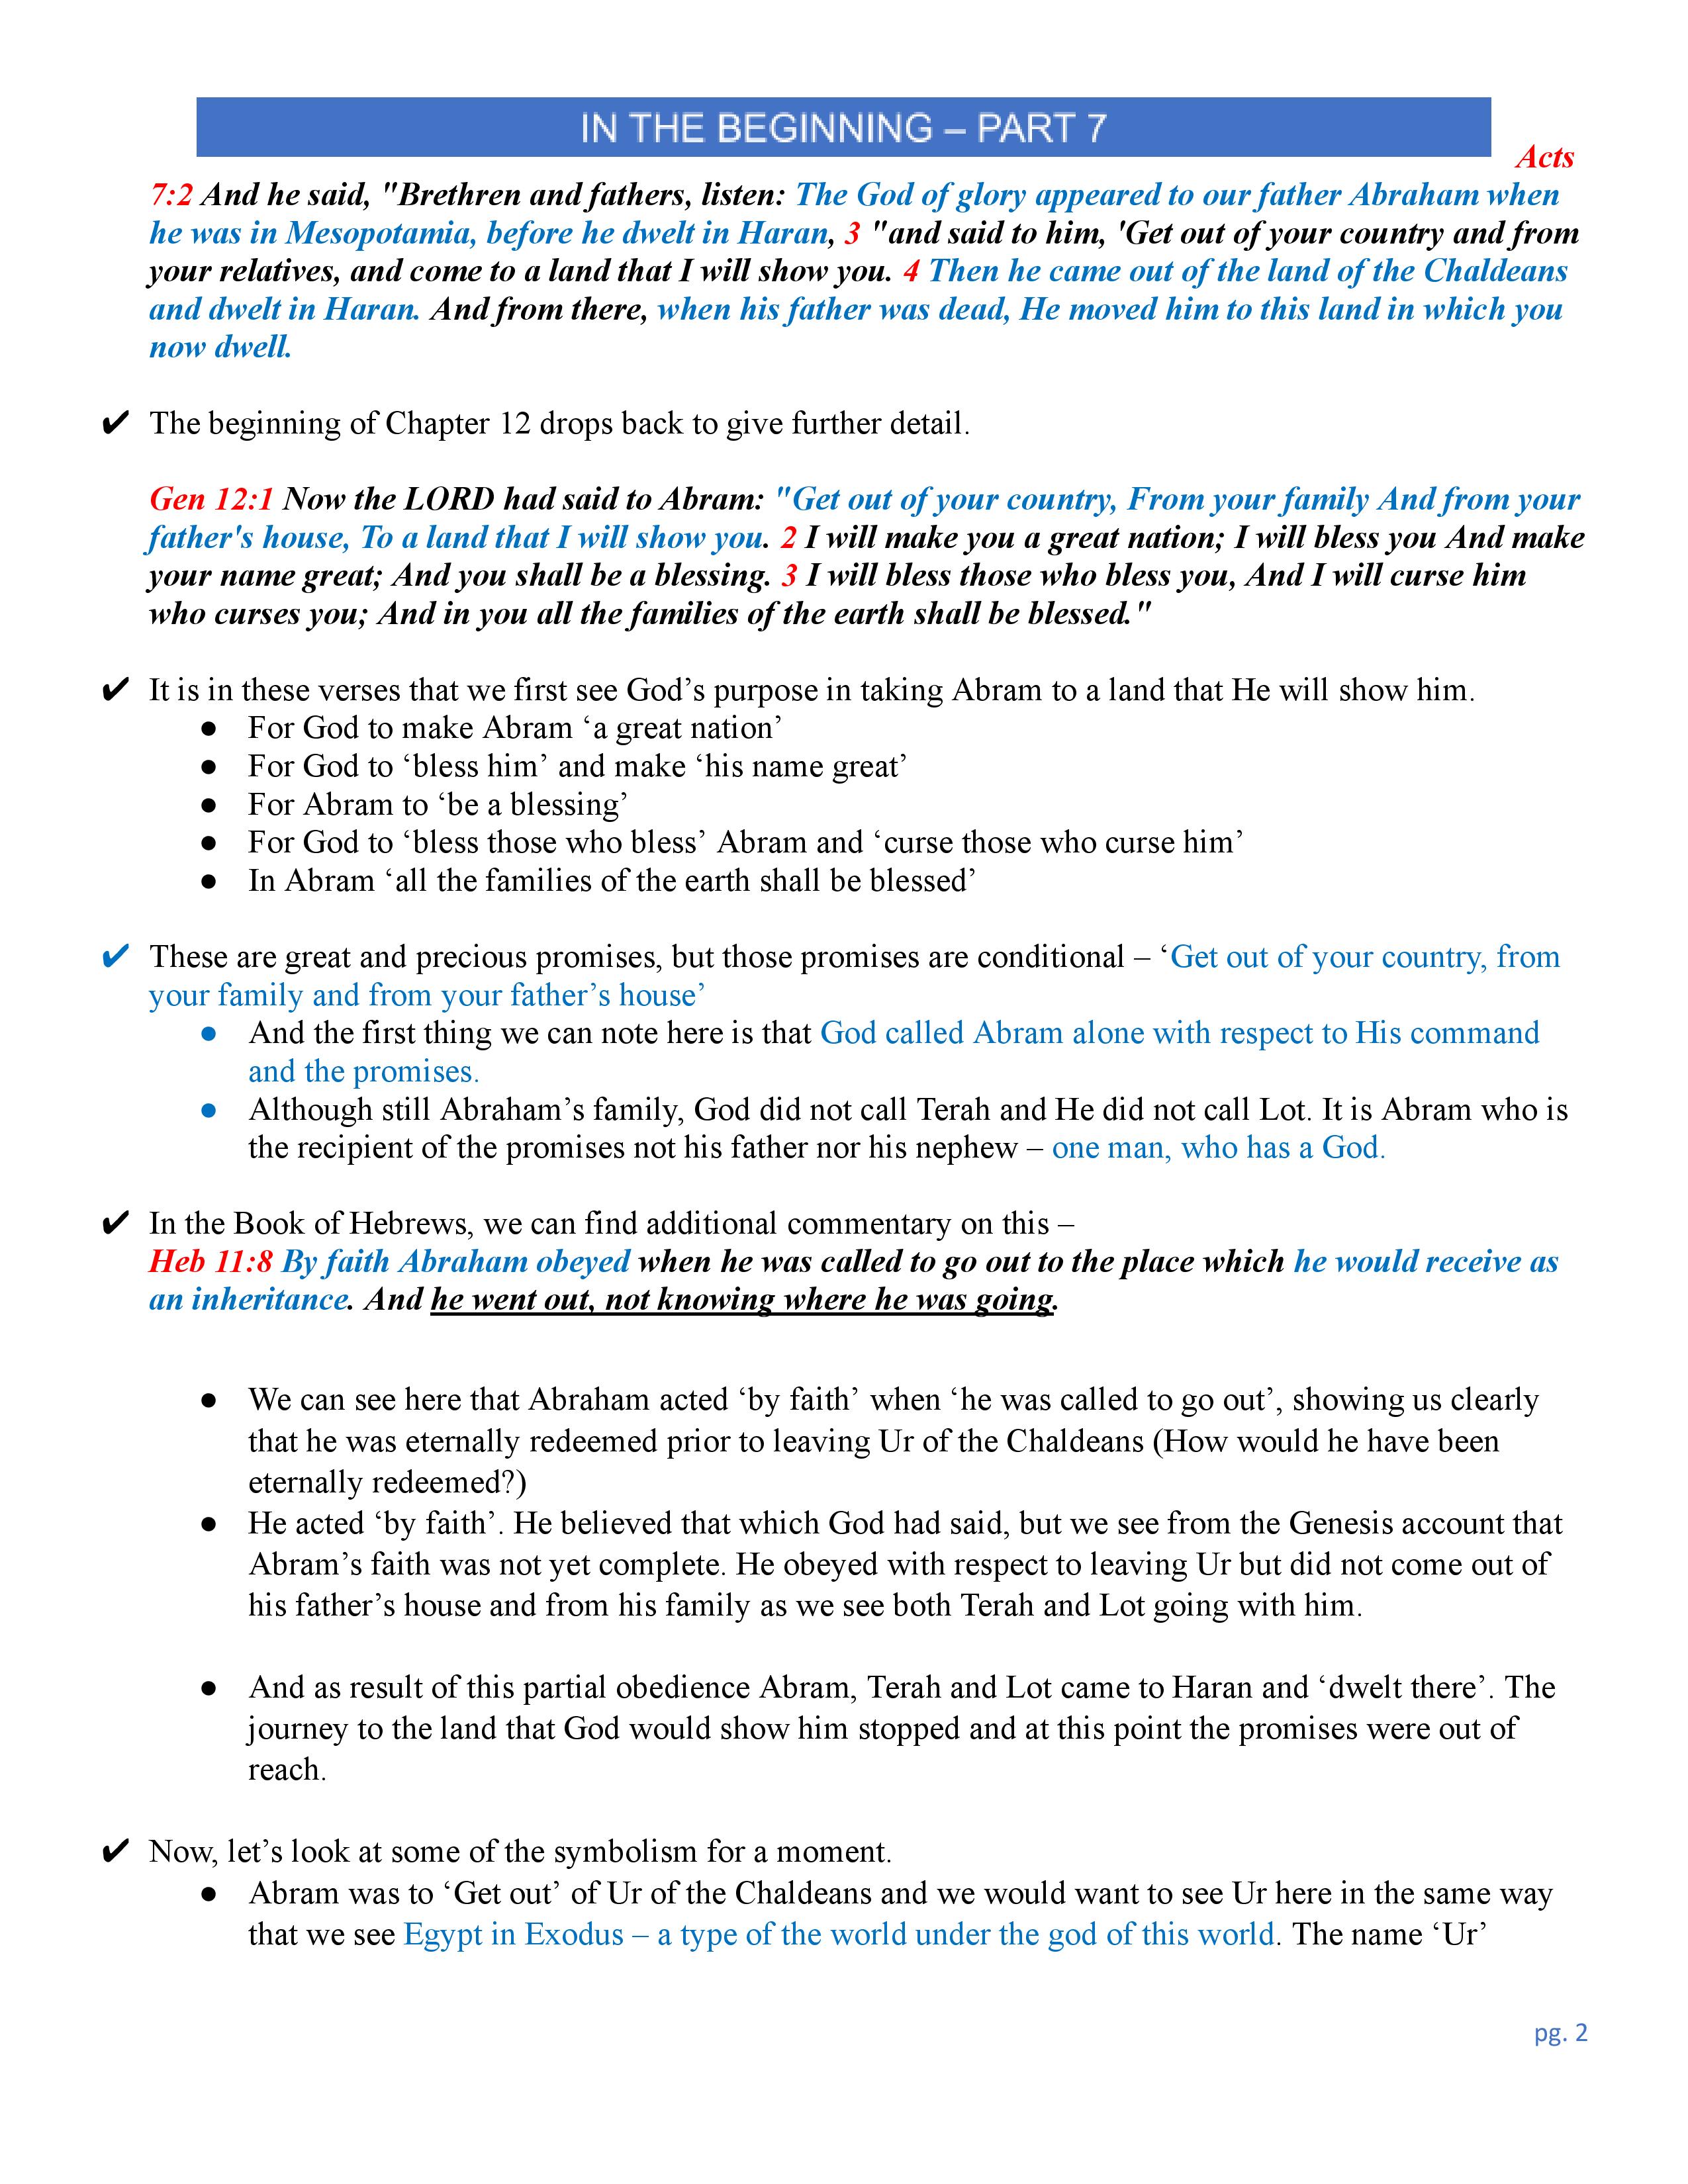 IN THE BEGINNING – PART 7
Acts
7:2 And he said, "Brethren and fathers, listen: The God of glory appeared to our father Abraham when
he was in Mesopotamia, before he dwelt in Haran, 3 "and said to him, 'Get out of your country and from
your relatives, and come to a land that I will show you. 4 Then he came out of the land of the Chaldeans
and dwelt in Haran. And from there, when his father was dead, He moved him to this land in which you
now dwell.
✔ The beginning of Chapter 12 drops back to give further detail.
Gen 12:1 Now the LORD had said to Abram: "Get out of your country, From your family And from your
father's house, To a land that I will show you. 2 I will make you a great nation; I will bless you And make
your name great; And you shall be a blessing. 3 I will bless those who bless you, And I will curse him
who curses you; And in you all the families of the earth shall be blessed."
✔ It is in these verses that we first see God’s purpose in taking Abram to a land that He will show him.
● For God to make Abram ‘a great nation’
● For God to ‘bless him’ and make ‘his name great’
● For Abram to ‘be a blessing’
● For God to ‘bless those who bless’ Abram and ‘curse those who curse him’
● In Abram ‘all the families of the earth shall be blessed’
✔ These are great and precious promises, but those promises are conditional – ‘Get out of your country, from
your family and from your father’s house’
● And the first thing we can note here is that God called Abram alone with respect to His command
and the promises.
● Although still Abraham’s family, God did not call Terah and He did not call Lot. It is Abram who is
the recipient of the promises not his father nor his nephew – one man, who has a God.
✔ In the Book of Hebrews, we can find additional commentary on this –
Heb 11:8 By faith Abraham obeyed when he was called to go out to the place which he would receive as
an inheritance. And he went out, not knowing where he was going.
● We can see here that Abraham acted ‘by faith’ when ‘he was called to go out’, showing us clearly
that he was eternally redeemed prior to leaving Ur of the Chaldeans (How would he have been
eternally redeemed?)
● He acted ‘by faith’. He believed that which God had said, but we see from the Genesis account that
Abram’s faith was not yet complete. He obeyed with respect to leaving Ur but did not come out of
his father’s house and from his family as we see both Terah and Lot going with him.
● And as result of this partial obedience Abram, Terah and Lot came to Haran and ‘dwelt there’. The
journey to the land that God would show him stopped and at this point the promises were out of
reach.
✔ Now, let’s look at some of the symbolism for a moment.
● Abram was to ‘Get out’ of Ur of the Chaldeans and we would want to see Ur here in the same way
that we see Egypt in Exodus – a type of the world under the god of this world. The name ‘Ur’
pg. 2